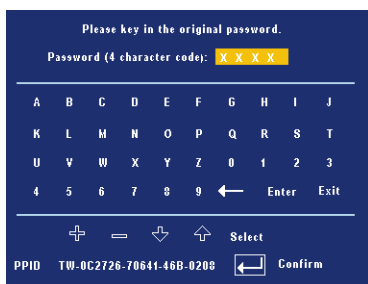 Please key in the original password.
Password (4 character code): X X X X
A B C D E F G H I J
K L M N O P Q R S T
U V W X Y Z 0 1 2 3
4 5 6 7 8 9 ← Enter Exit
Select
PPID TW-0C2726-70641-46B-0208 Confirm